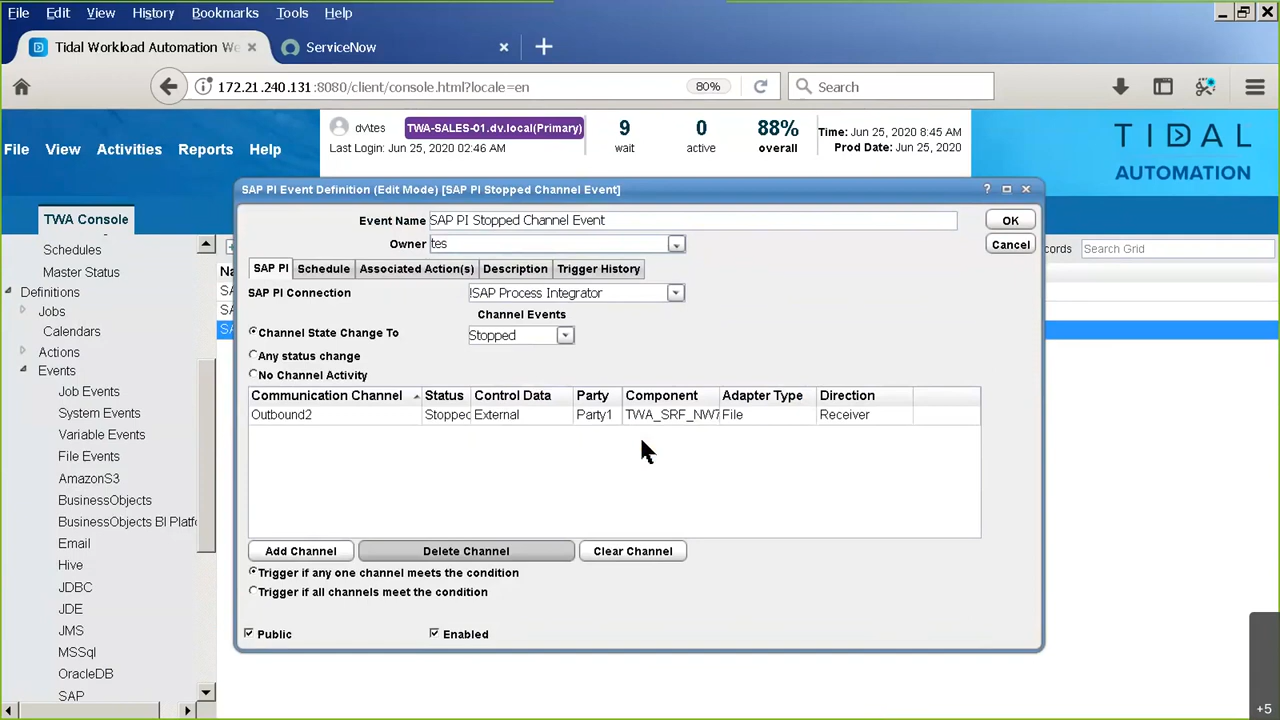 File Edit View History Bookmarks Tools Help
Tidal Workload Automation We
ServiceNow
172.21.240.131:8080/client/console.html?locale=en
80%
Search
File View Activities Reports Help
dv\tes
TWA-SALES-01.dv.local(Primary)
Last Login: Jun 25, 2020 02:46 AM
9 0 88%
wait active overall
Time: Jun 25, 2020 8:45 AM
Prod Date: Jun 25, 2020
TIDAL
AUTOMATION
TWA Console
Schedules
Master Status
Definitions
Jobs
Calendars
Actions
Events
Job Events
System Events
Variable Events
File Events
AmazonS3
BusinessObjects
BusinessObjects BI Platf
Email
Hive
JDBC
JDE
JMS
MSSql
OracleDB
SAP
Search Grid
SAP PI Event Definition (Edit Mode) [SAP PI Stopped Channel Event]
Event Name SAP PI Stopped Channel Event
OK
Owner tes
Cancel
SAP PI Schedule Associated Action(s) Description Trigger History
SAP PI Connection !SAP Process Integrator
Channel Events
Channel State Change To Stopped
Any status change
No Channel Activity
Communication Channel Status Control Data Party Component Adapter Type Direction
Outbound2 Stopped External Party1 TWA_SRF_NW7 File Receiver
Add Channel Delete Channel Clear Channel
Trigger if any one channel meets the condition
Trigger if all channels meet the condition
Public Enabled
+5